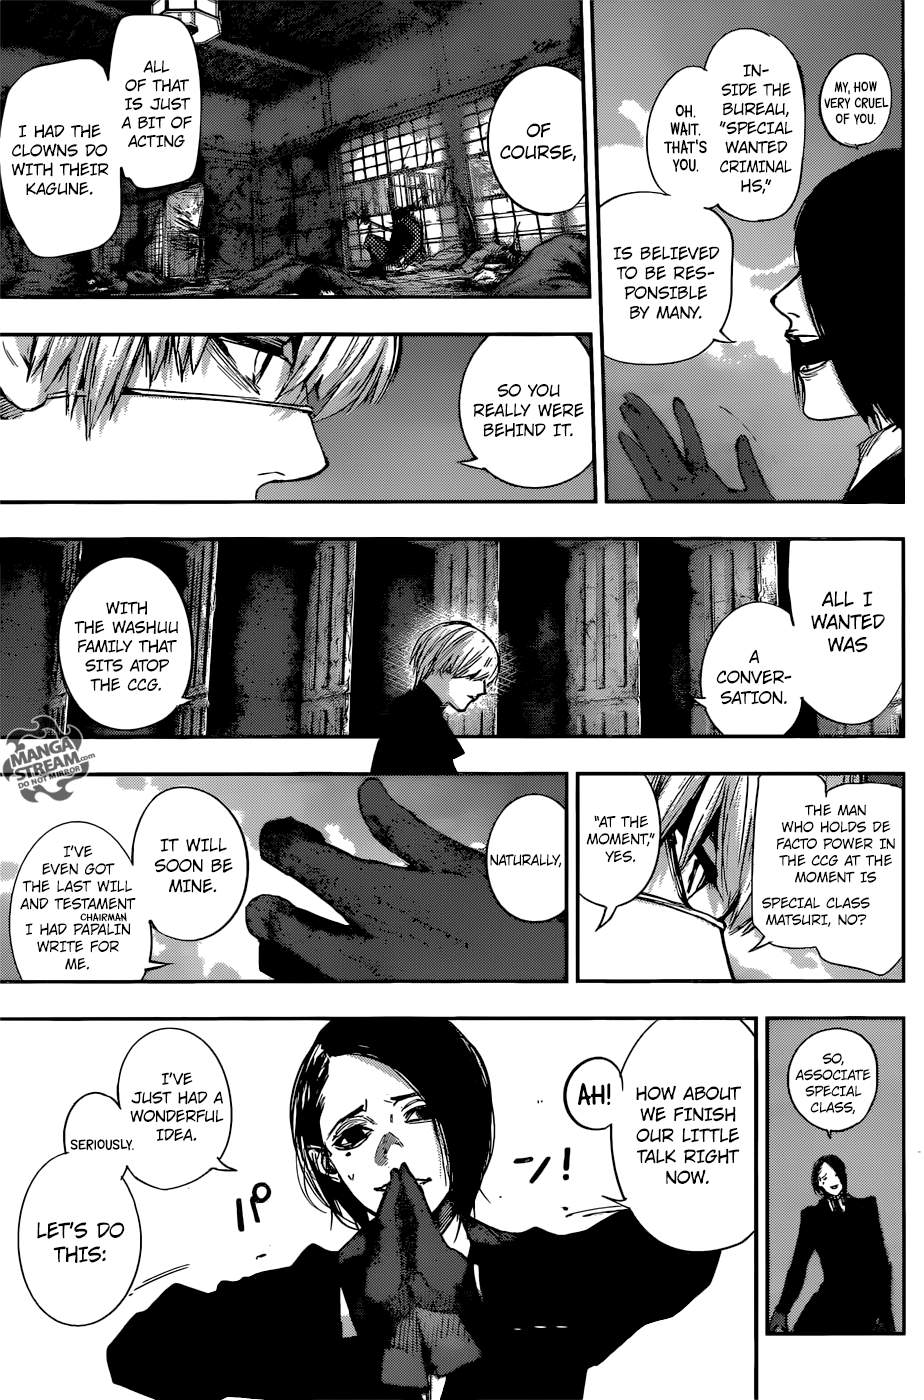 MY, HOW
VERY CRUEL
OF YOU.
IN-
SIDE THE
BUREAU,
"SPECIAL
WANTED
CRIMINAL
HS,"
OH.
WAIT.
THAT'S
YOU.
IS BELIEVED
TO BE RES-
PONSIBLE
BY MANY.
OF
COURSE,
ALL
OF THAT
IS JUST
A BIT OF
ACTING
I HAD THE
CLOWNS DO
WITH THEIR
KAGUNE.
SO YOU
REALLY WERE
BEHIND IT.
ALL I
WANTED
WAS
A
CONVER-
SATION.
WITH
THE WASHUU
FAMILY THAT
SITS ATOP
THE CCG.
MANGA
STREAM.com
DO NOT MIRROR
THE MAN
WHO HOLDS DE
FACTO POWER IN
THE CCG AT THE
MOMENT IS
SPECIAL CLASS
MATSURI, NO?
"AT THE
MOMENT,"
YES.
NATURALLY,
IT WILL
SOON BE
MINE.
I'VE
EVEN GOT
THE LAST WILL
AND TESTAMENT
CHAIRMAN
I HAD PAPALIN
WRITE FOR
ME.
SO,
ASSOCIATE
SPECIAL
CLASS,
HOW ABOUT
WE FINISH
OUR LITTLE
TALK RIGHT
NOW.
AH!
ン!
パ
I'VE
JUST HAD A
WONDERFUL
IDEA.
SERIOUSLY.
LET'S DO
THIS: